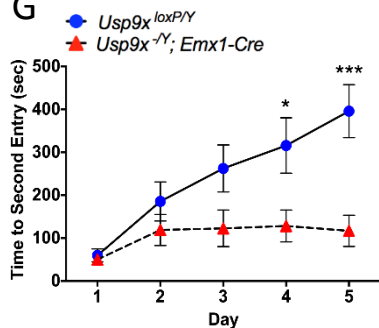 G
Usp9x loxP/Y
Usp9x -/Y; Emx1-Cre
Time to Second Entry (sec)
500
400
300
200
100
0
* ***
1 2 3 4 5
Day